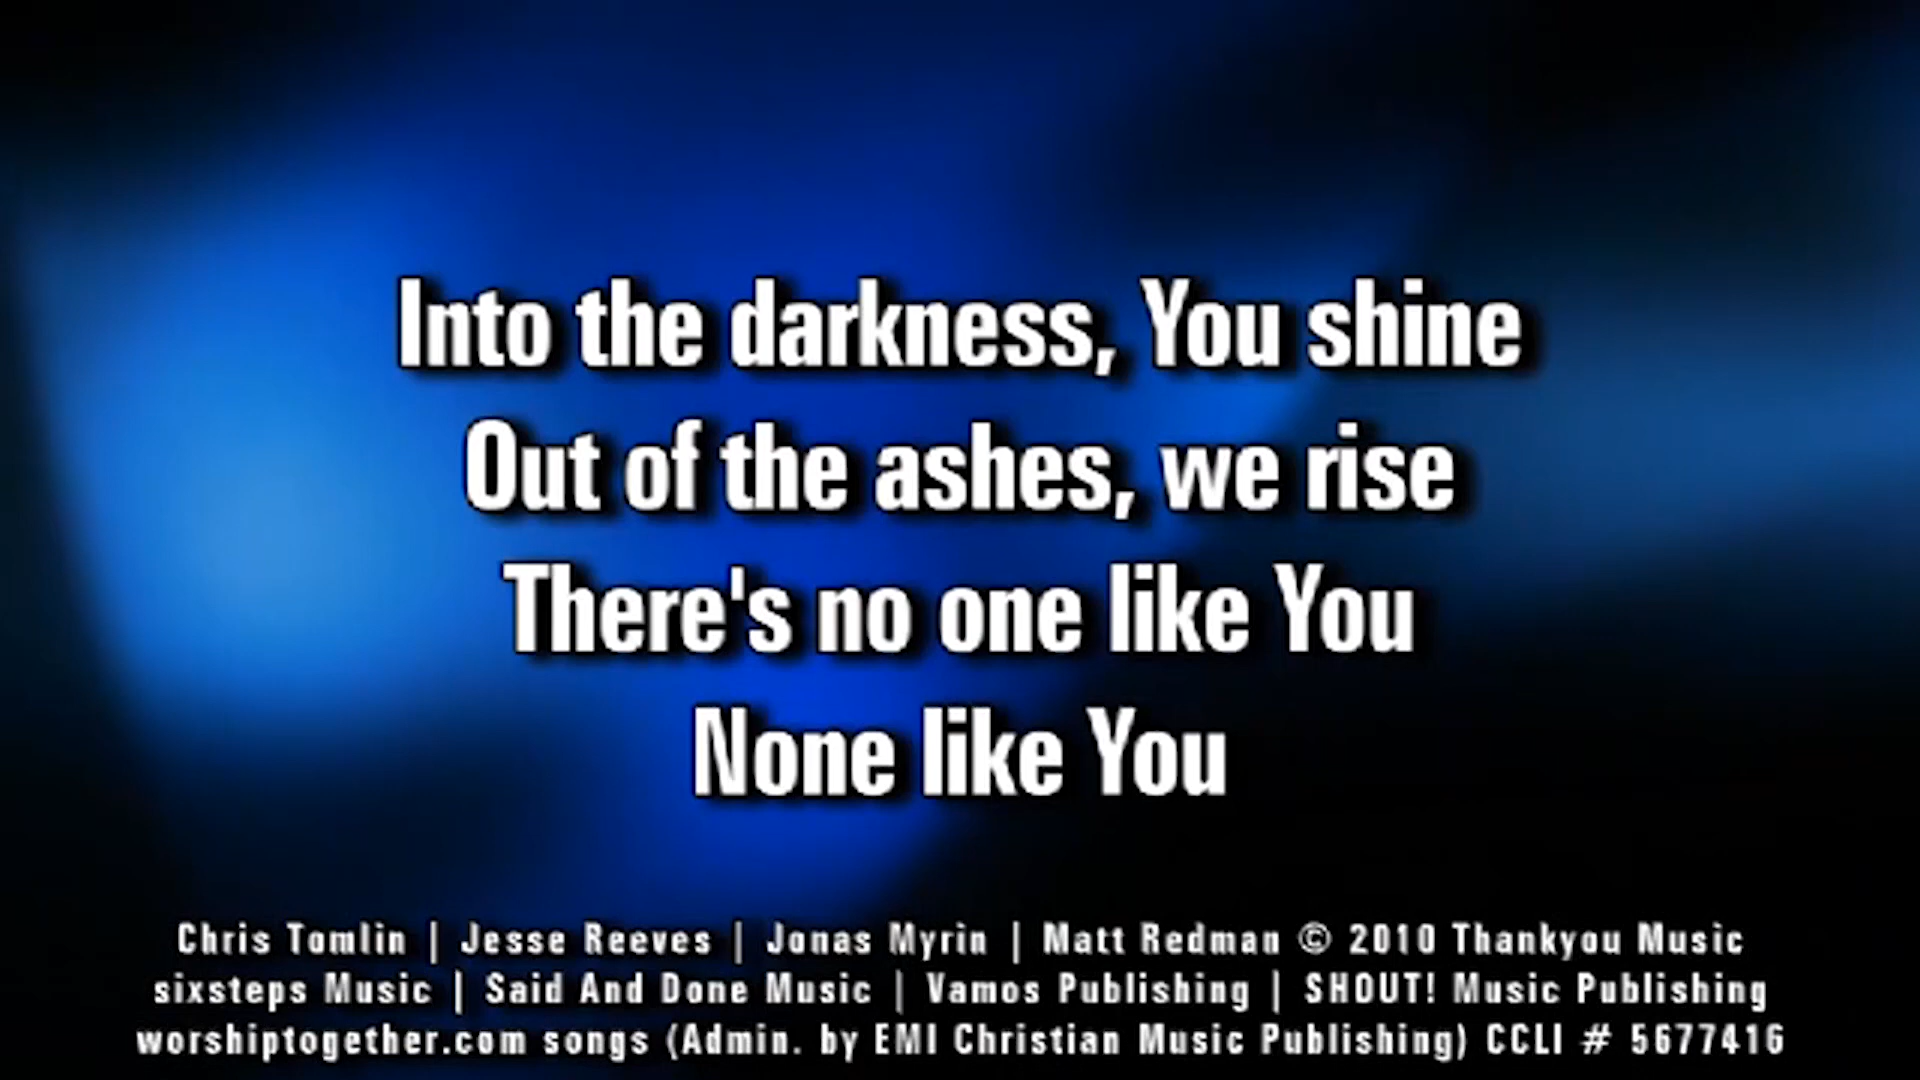 Into the darkness, You shine
Out of the ashes, we rise
There's no one like You
None like You
Chris Tomlin | Jesse Reeves | Jonas Myrin | Matt Redman © 2010 Thankyou Music
sixsteps Music | Said And Done Music | Vamos Publishing | SHOUT! Music Publishing
worshiptogether.com songs (Admin. by EMI Christian Music Publishing) CCLI # 5677416